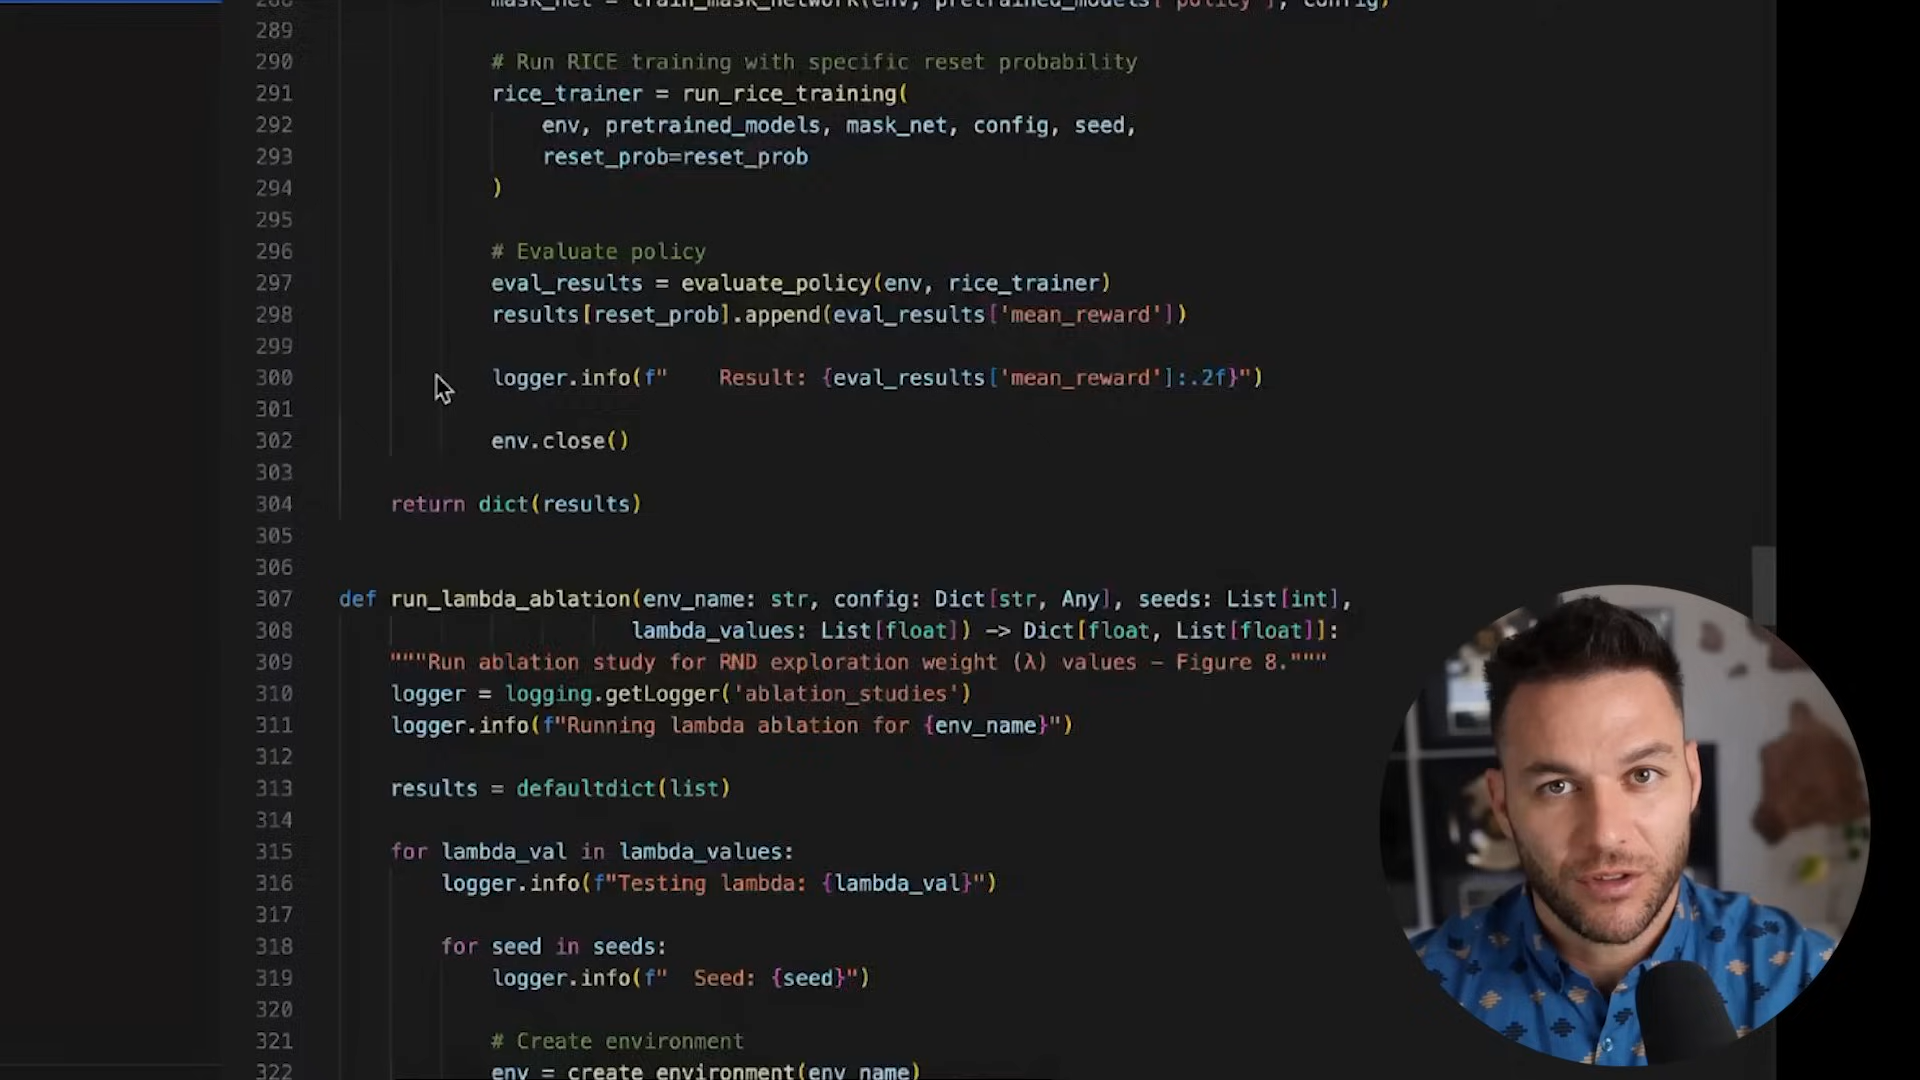 288 mask_net = train_mask_network(env, pretrained_models['policy'], config)
289
290 # Run RICE training with specific reset probability
291 rice_trainer = run_rice_training(
292 env, pretrained_models, mask_net, config, seed,
293 reset_prob=reset_prob
294 )
295
296 # Evaluate policy
297 eval_results = evaluate_policy(env, rice_trainer)
298 results[reset_prob].append(eval_results['mean_reward'])
299
300 logger.info(f"    Result: {eval_results['mean_reward']:.2f}")
301
302 env.close()
303
304 return dict(results)
305
306
307 def run_lambda_ablation(env_name: str, config: Dict[str, Any], seeds: List[int],
308 lambda_values: List[float]) -> Dict[float, List[float]]:
309 """Run ablation study for RND exploration weight (λ) values – Figure 8."""
310 logger = logging.getLogger('ablation_studies')
311 logger.info(f"Running lambda ablation for {env_name}")
312
313 results = defaultdict(list)
314
315 for lambda_val in lambda_values:
316 logger.info(f"Testing lambda: {lambda_val}")
317
318 for seed in seeds:
319 logger.info(f"  Seed: {seed}")
320
321 # Create environment
322 env = create_environment(env_name)